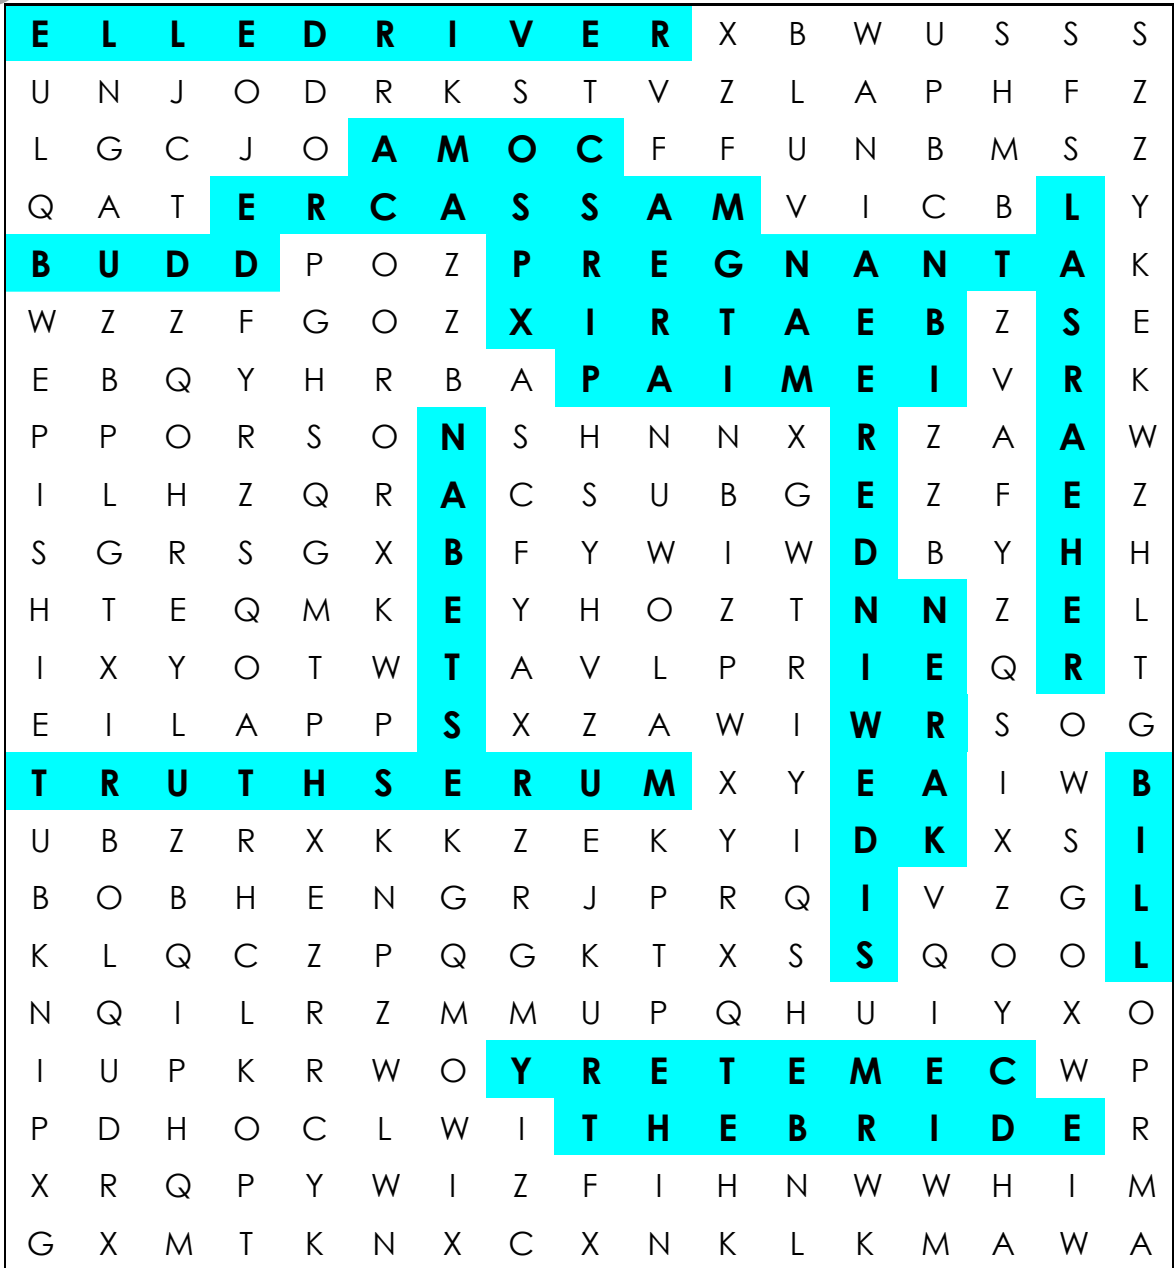 E L L E D R I V E R X B W U S S S
U N J O D R K S T V Z L A P H F Z
L G C J O A M O C F F U N B M S Z
Q A T E R C A S S A M V I C B L Y
B U D D P O Z P R E G N A N T A K
W Z Z F G O Z X I R T A E B Z S E
E B Q Y H R B A P A I M E I V R K
P P O R S O N S H N N X R Z A A W
I L H Z Q R A C S U B G E Z F E Z
S G R S G X B F Y W I W D B Y H H
H T E Q M K E Y H O Z T N N Z E L
I X Y O T W T A V L P R I E Q R T
E I L A P P S X Z A W I W R S O G
T R U T H S E R U M X Y E A I W B
U B Z R X K K Z E K Y I D K X S I
B O B H E N G R J P R Q I V Z G L
K L Q C Z P Q G K T X S S Q O O L
N Q I L R Z M M U P Q H U I Y X O
I U P K R W O Y R E T E M E C W P
P D H O C L W I T H E B R I D E R
X R Q P Y W I Z F I H N W W H I M
G X M T K N X C X N K L K M A W A